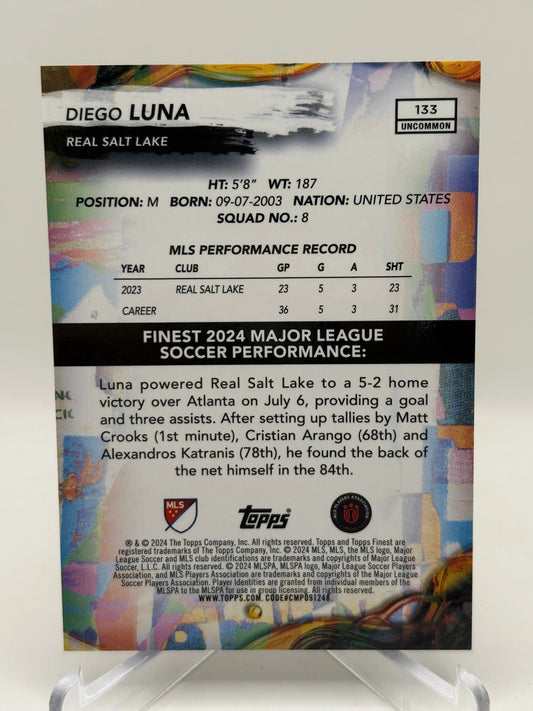 DIEGO LUNA
133
UNCOMMON
REAL SALT LAKE
HT: 5'8" WT: 187
POSITION: M BORN: 09-07-2003 NATION: UNITED STATES
SQUAD NO.: 8
MLS PERFORMANCE RECORD
YEAR CLUB GP G A SHT
2023 REAL SALT LAKE 23 5 3 23
CAREER 36 5 3 31
FINEST 2024 MAJOR LEAGUE
SOCCER PERFORMANCE:
Luna powered Real Salt Lake to a 5-2 home
victory over Atlanta on July 6, providing a goal
and three assists. After setting up tallies by Matt
Crooks (1st minute), Cristian Arango (68th) and
Alexandros Katranis (78th), he found the back of
the net himself in the 84th.
MLS
Topps
MLS PLAYERS ASSOCIATION
® & © 2024 The Topps Company, Inc. All rights reserved. Topps and Topps Finest are
registered trademarks of The Topps Company, Inc. © 2024 MLS, MLS, the MLS logo, Major
League Soccer and MLS club identifications are trademarks and copyrights of Major League
Soccer, L.L.C. All rights reserved. © 2024 MLSPA, MLSPA logo, Major League Soccer Players
Association, and MLS Players Association are trademarks and copyrights of the Major League
Soccer Players Association. Player Identities are granted from individual members of the
MLSPA to the MLSPA for use in group licensing. All rights reserved.
WWW.TOPPS.COM. CODE#CMP091248.